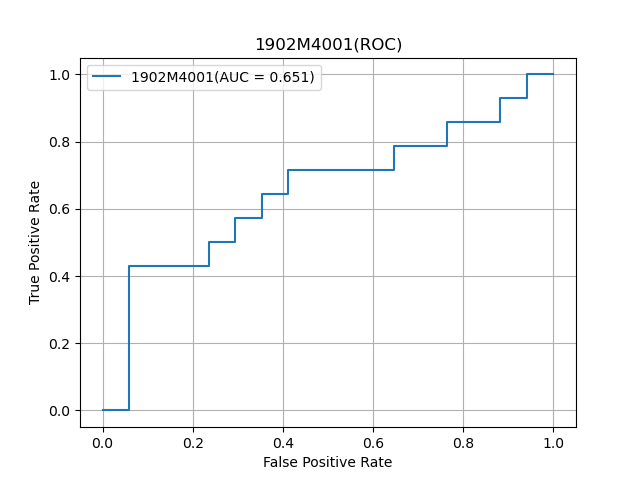 1902M4001(ROC)
1902M4001(AUC = 0.651)
True Positive Rate
1.0
0.8
0.6
0.4
0.2
0.0
0.0 0.2 0.4 0.6 0.8 1.0
False Positive Rate